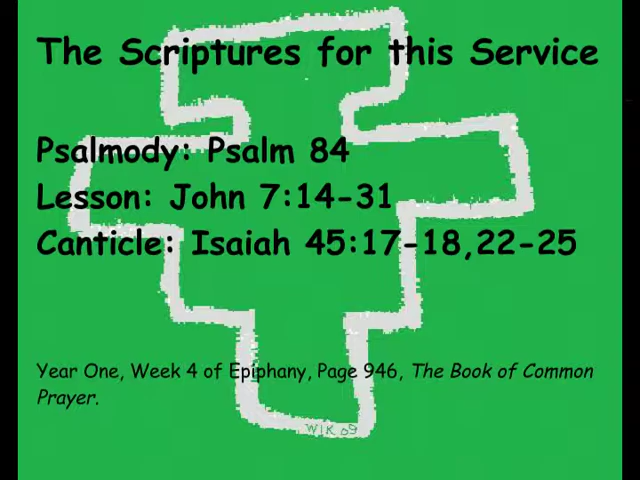 The Scriptures for this Service
Psalmody: Psalm 84
Lesson: John 7:14-31
Canticle: Isaiah 45:17-18,22-25
Year One, Week 4 of Epiphany, Page 946, The Book of Common
Prayer.
WIK 09